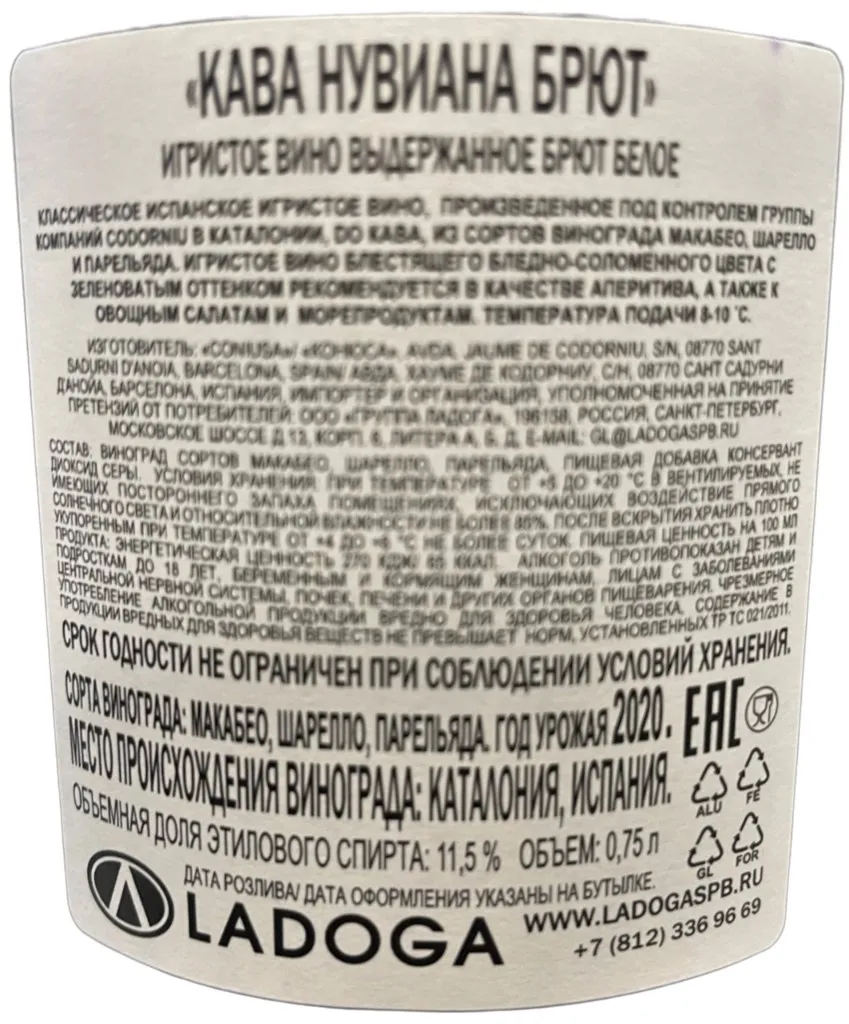 «КАВА НУВИАНА БРЮТ»
ИГРИСТОЕ ВИНО ВЫДЕРЖАННОЕ БРЮТ БЕЛОЕ
КЛАССИЧЕСКОЕ ИСПАНСКОЕ ИГРИСТОЕ ВИНО, ПРОИЗВЕДЕННОЕ ПОД КОНТРОЛЕМ ГРУППЫ
КОМПАНИЙ CODORNIU В КАТАЛОНИИ, DO КАВА, ИЗ СОРТОВ ВИНОГРАДА МАКАБЕО, ШАРЕЛЛО
И ПАРЕЛЬЯДА. ИГРИСТОЕ ВИНО БЛЕСТЯЩЕГО БЛЕДНО-СОЛОМЕННОГО ЦВЕТА С
ЗЕЛЕНОВАТЫМ ОТТЕНКОМ РЕКОМЕНДУЕТСЯ В КАЧЕСТВЕ АПЕРИТИВА, А ТАКЖЕ К
ОВОЩНЫМ САЛАТАМ И МОРЕПРОДУКТАМ. ТЕМПЕРАТУРА ПОДАЧИ 8-10 °С.
ИЗГОТОВИТЕЛЬ: «CONIUSA»/ «КОНЮСА», AVDA, JAUME DE CODORNIU, S/N, 08770 SANT
SADURNI D'ANOIA, BARCELONA, SPAIN/ АВДА, ХАУМЕ ДЕ КОДОРНИУ, С/Н, 08770 САНТ САДУРНИ
Д'АНОЙА, БАРСЕЛОНА, ИСПАНИЯ, ИМПОРТЕР И ОРГАНИЗАЦИЯ, УПОЛНОМОЧЕННАЯ НА ПРИНЯТИЕ
ПРЕТЕНЗИЙ ОТ ПОТРЕБИТЕЛЕЙ: ООО «ГРУППА ЛАДОГА», 196158, РОССИЯ, САНКТ-ПЕТЕРБУРГ,
МОСКОВСКОЕ ШОССЕ Д.13, КОРП. 6, ЛИТЕРА А, Б, Д, E-MAIL: GL@LADOGASPB.RU
СОСТАВ: ВИНОГРАД СОРТОВ МАКАБЕО, ШАРЕЛЛО, ПАРЕЛЬЯДА, ПИЩЕВАЯ ДОБАВКА КОНСЕРВАНТ
ДИОКСИД СЕРЫ. УСЛОВИЯ ХРАНЕНИЯ: ПРИ ТЕМПЕРАТУРЕ ОТ +5 ДО +20 °С В ВЕНТИЛИРУЕМЫХ, НЕ
ИМЕЮЩИХ ПОСТОРОННЕГО ЗАПАХА ПОМЕЩЕНИЯХ, ИСКЛЮЧАЮЩИХ ВОЗДЕЙСТВИЕ ПРЯМОГО
СОЛНЕЧНОГО СВЕТА И ОТНОСИТЕЛЬНОЙ ВЛАЖНОСТИ НЕ БОЛЕЕ 85%. ПОСЛЕ ВСКРЫТИЯ ХРАНИТЬ ПЛОТНО
УКУПОРЕННЫМ ПРИ ТЕМПЕРАТУРЕ ОТ +4 ДО +6 °С НЕ БОЛЕЕ СУТОК. ПИЩЕВАЯ ЦЕННОСТЬ НА 100 МЛ
ПРОДУКТА: ЭНЕРГЕТИЧЕСКАЯ ЦЕННОСТЬ 270 КДЖ/ 65 ККАЛ. АЛКОГОЛЬ ПРОТИВОПОКАЗАН ДЕТЯМ И
ПОДРОСТКАМ ДО 18 ЛЕТ, БЕРЕМЕННЫМ И КОРМЯЩИМ ЖЕНЩИНАМ, ЛИЦАМ С ЗАБОЛЕВАНИЯМИ
ЦЕНТРАЛЬНОЙ НЕРВНОЙ СИСТЕМЫ, ПОЧЕК, ПЕЧЕНИ И ДРУГИХ ОРГАНОВ ПИЩЕВАРЕНИЯ. ЧРЕЗМЕРНОЕ
УПОТРЕБЛЕНИЕ АЛКОГОЛЬНОЙ ПРОДУКЦИИ ВРЕДНО ДЛЯ ЗДОРОВЬЯ ЧЕЛОВЕКА. СОДЕРЖАНИЕ В
ПРОДУКЦИИ ВРЕДНЫХ ДЛЯ ЗДОРОВЬЯ ВЕЩЕСТВ НЕ ПРЕВЫШАЕТ НОРМ, УСТАНОВЛЕННЫХ ТР ТС 021/2011.
СРОК ГОДНОСТИ НЕ ОГРАНИЧЕН ПРИ СОБЛЮДЕНИИ УСЛОВИЙ ХРАНЕНИЯ.
СОРТА ВИНОГРАДА: МАКАБЕО, ШАРЕЛЛО, ПАРЕЛЬЯДА. ГОД УРОЖАЯ 2020. EAC
МЕСТО ПРОИСХОЖДЕНИЯ ВИНОГРАДА: КАТАЛОНИЯ, ИСПАНИЯ.
ALU FE
ОБЪЕМНАЯ ДОЛЯ ЭТИЛОВОГО СПИРТА: 11,5 % ОБЪЕМ: 0,75 л
GL FOR
ДАТА РОЗЛИВА/ ДАТА ОФОРМЛЕНИЯ УКАЗАНЫ НА БУТЫЛКЕ.
LADOGA
WWW.LADOGASPB.RU
+7 (812) 336 96 69